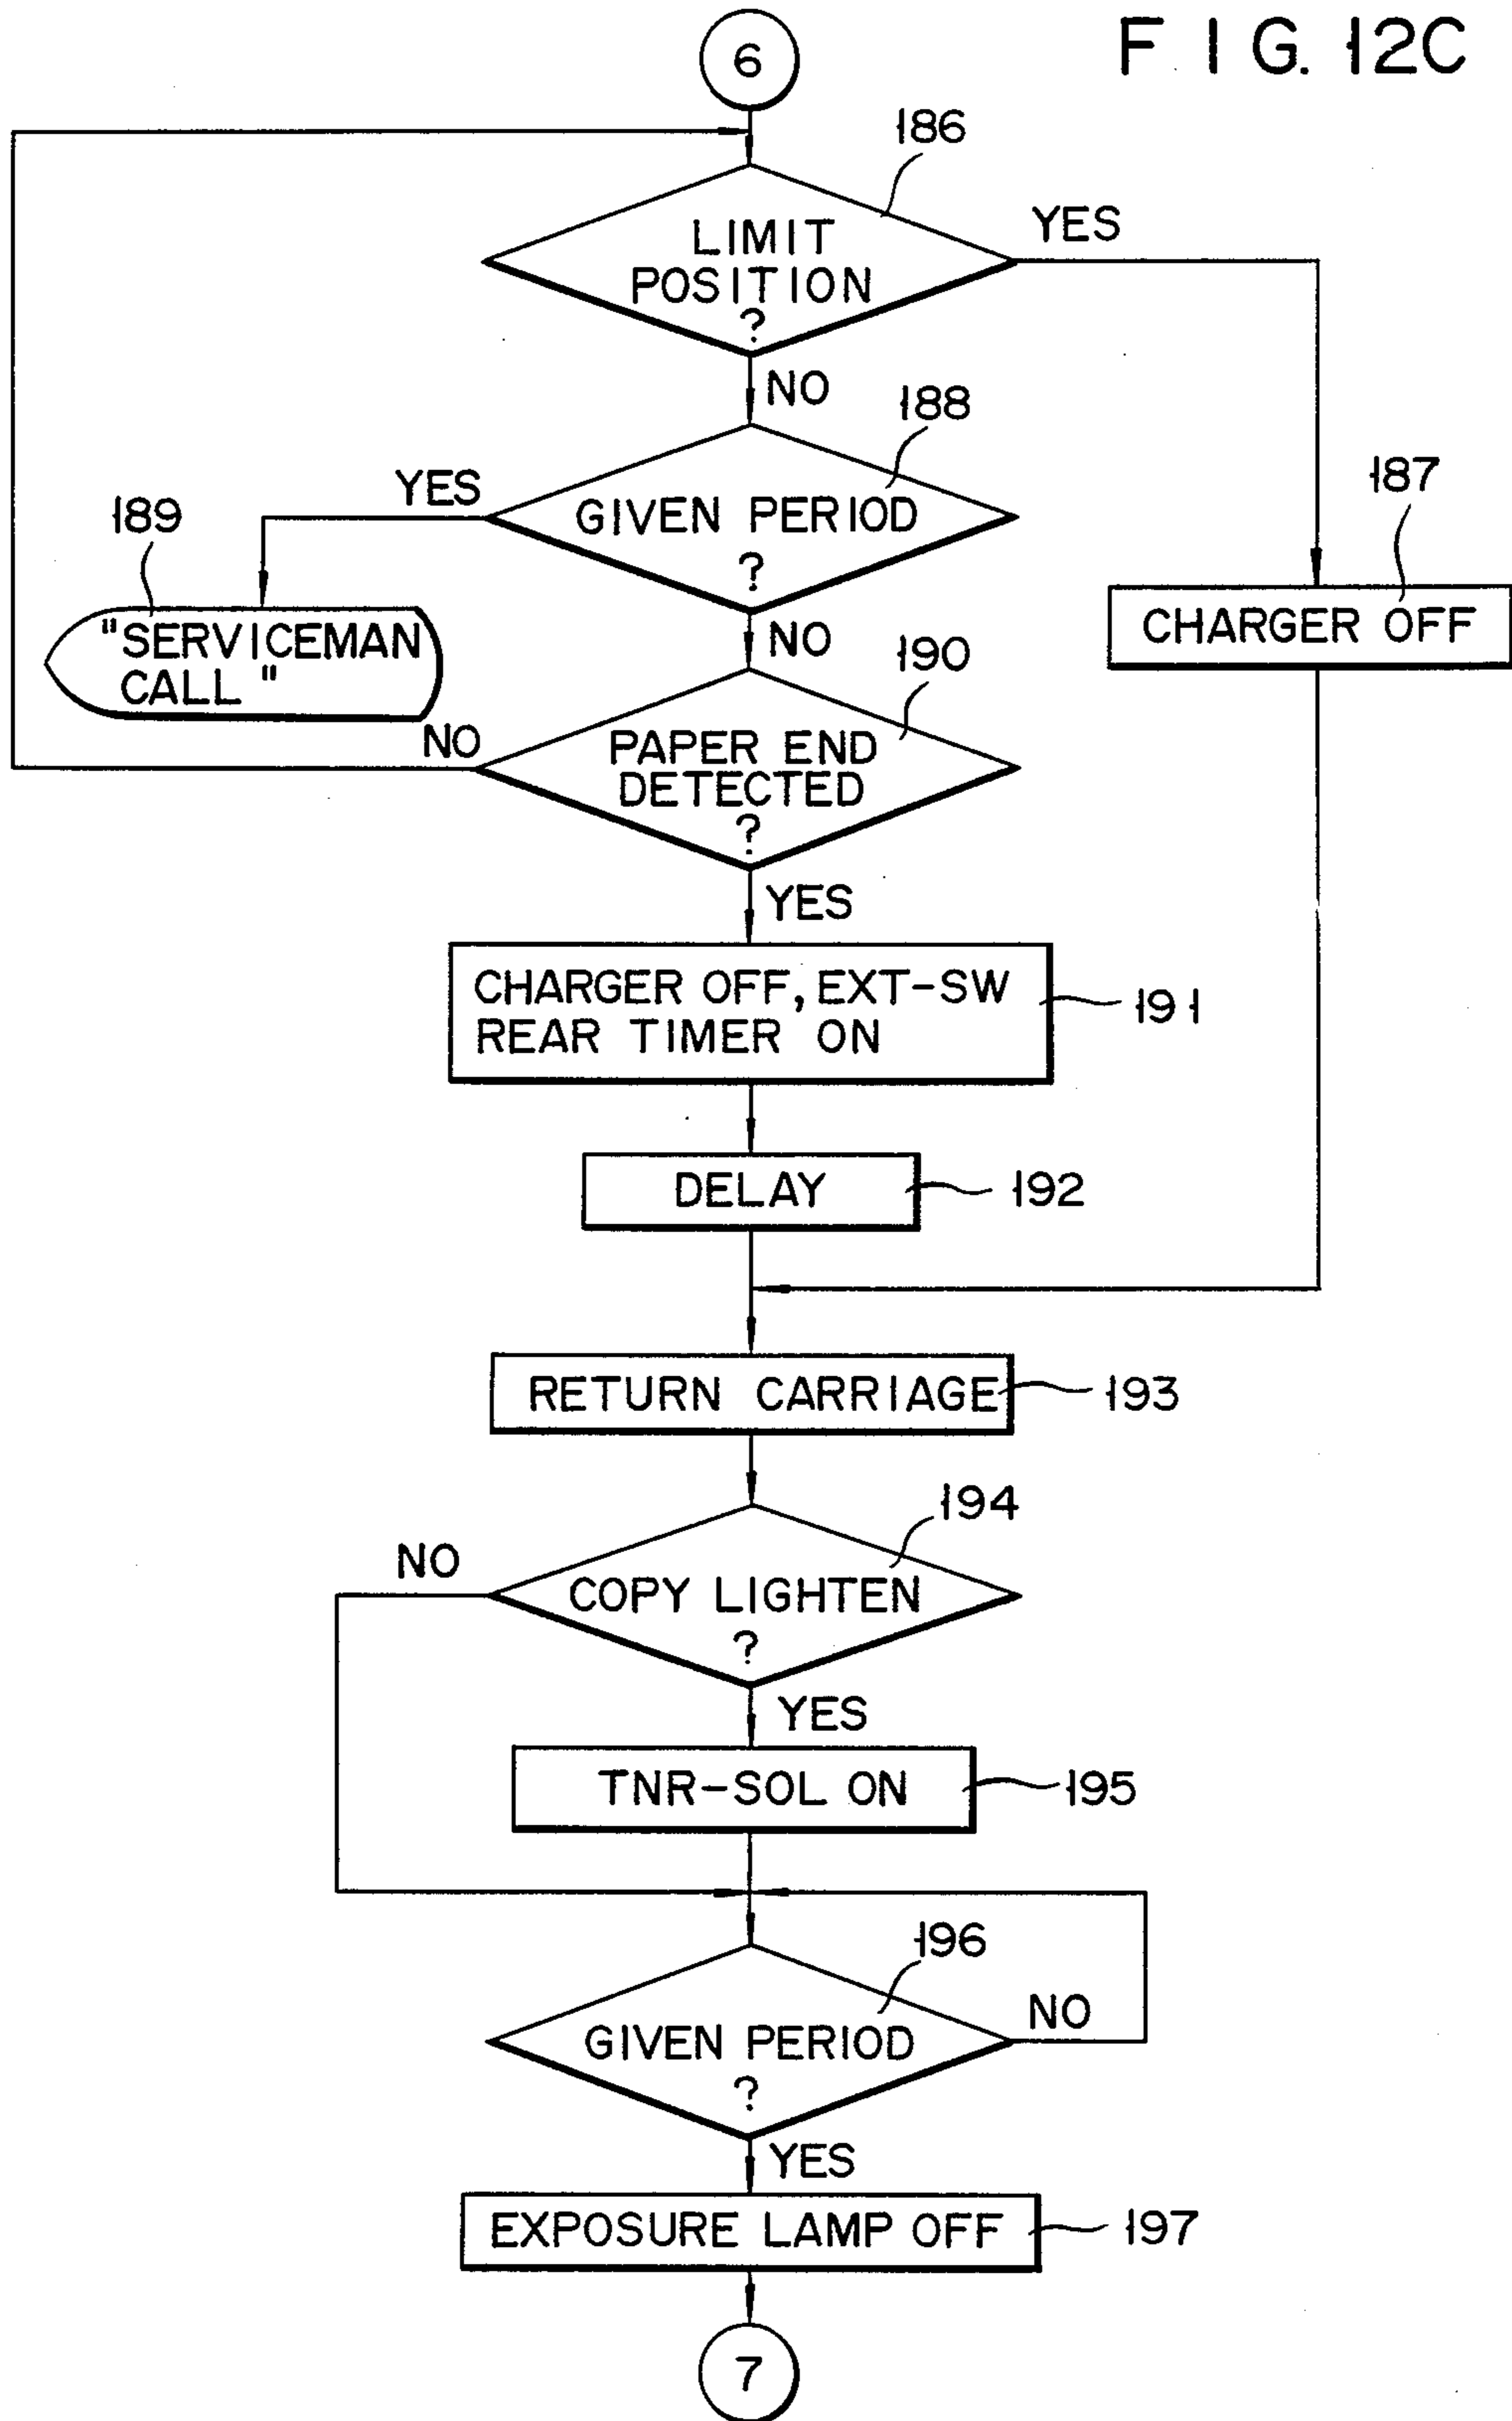 FIG. 12C
6
186
LIMIT
POSITION
?
YES
NO
188
GIVEN PERIOD
?
YES
187
CHARGER OFF
189
"SERVICEMAN
CALL"
NO
190
PAPER END
DETECTED
?
NO
YES
CHARGER OFF, EXT-SW
REAR TIMER ON
191
DELAY
192
RETURN CARRIAGE
193
194
COPY LIGHTEN
?
NO
YES
TNR-SOL ON
195
196
GIVEN PERIOD
?
NO
YES
EXPOSURE LAMP OFF
197
7